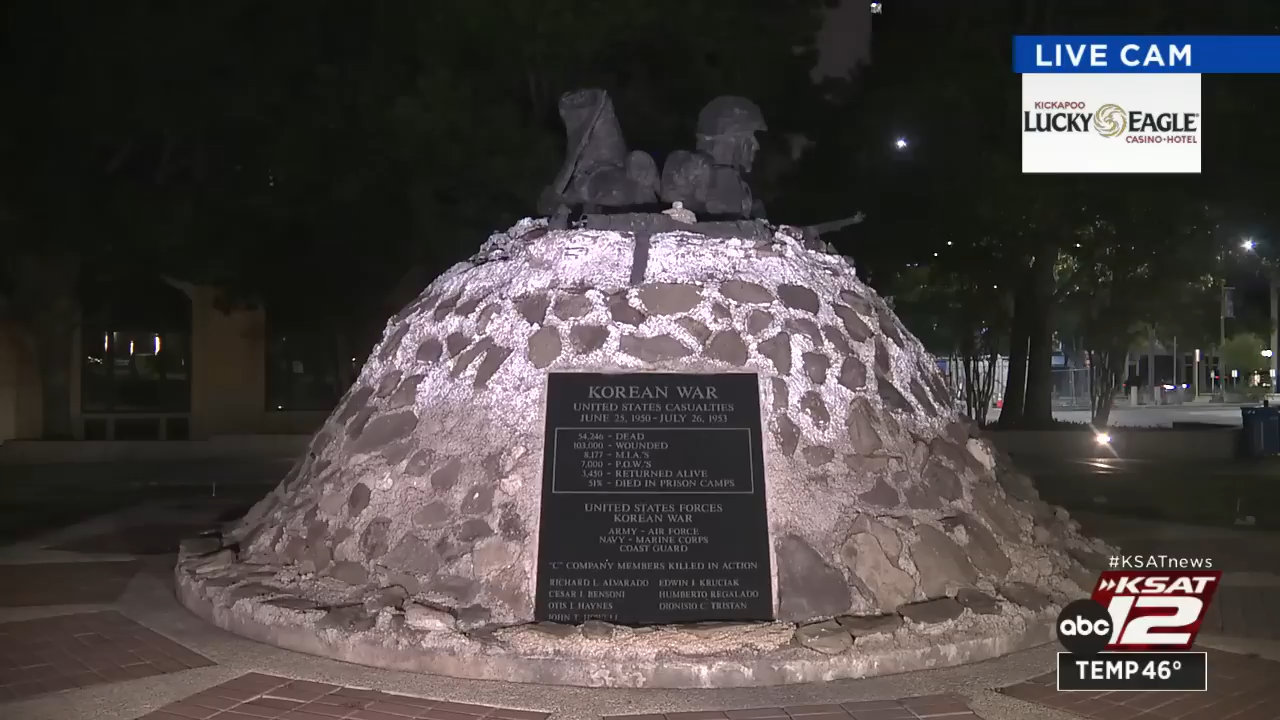 LIVE CAM
KICKAPOO
LUCKY EAGLE
CASINO•HOTEL
KOREAN WAR
UNITED STATES CASUALTIES
JUNE 25, 1950 - JULY 26, 1953
54,246 - DEAD
103,000 - WOUNDED
8,177 - M.I.A.'S
7,000 - P.O.W.'S
3,450 - RETURNED ALIVE
51% - DIED IN PRISON CAMPS
UNITED STATES FORCES
KOREAN WAR
ARMY - AIR FORCE
NAVY - MARINE CORPS
COAST GUARD
"C" COMPANY MEMBERS KILLED IN ACTION
RICHARD L. ALVARADO EDWIN J. KRUCIAK
CESAR J. BENSONI HUMBERTO REGALADO
OTIS J. HAYNES DIONISIO C. TRISTAN
JOHN T.
#KSATnews
KSAT
abc 12
TEMP 46°